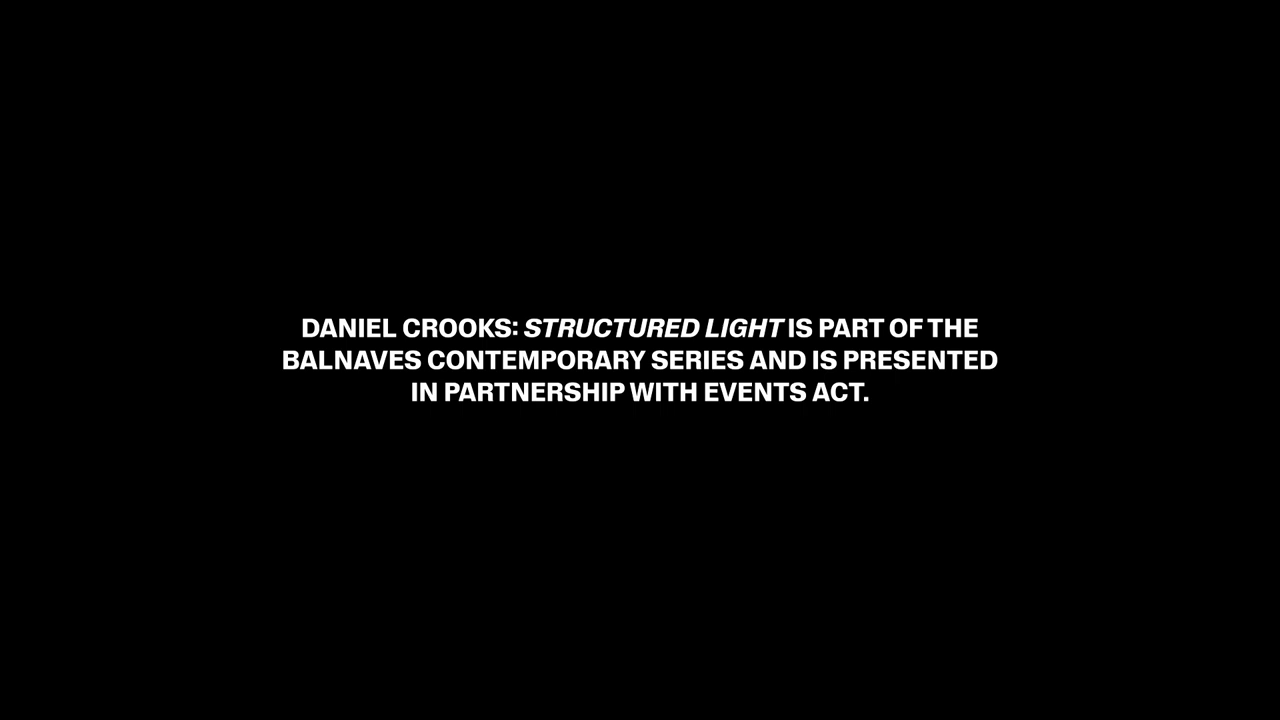 DANIEL CROOKS: STRUCTURED LIGHT IS PART OF THE
BALNAVES CONTEMPORARY SERIES AND IS PRESENTED
IN PARTNERSHIP WITH EVENTS ACT.